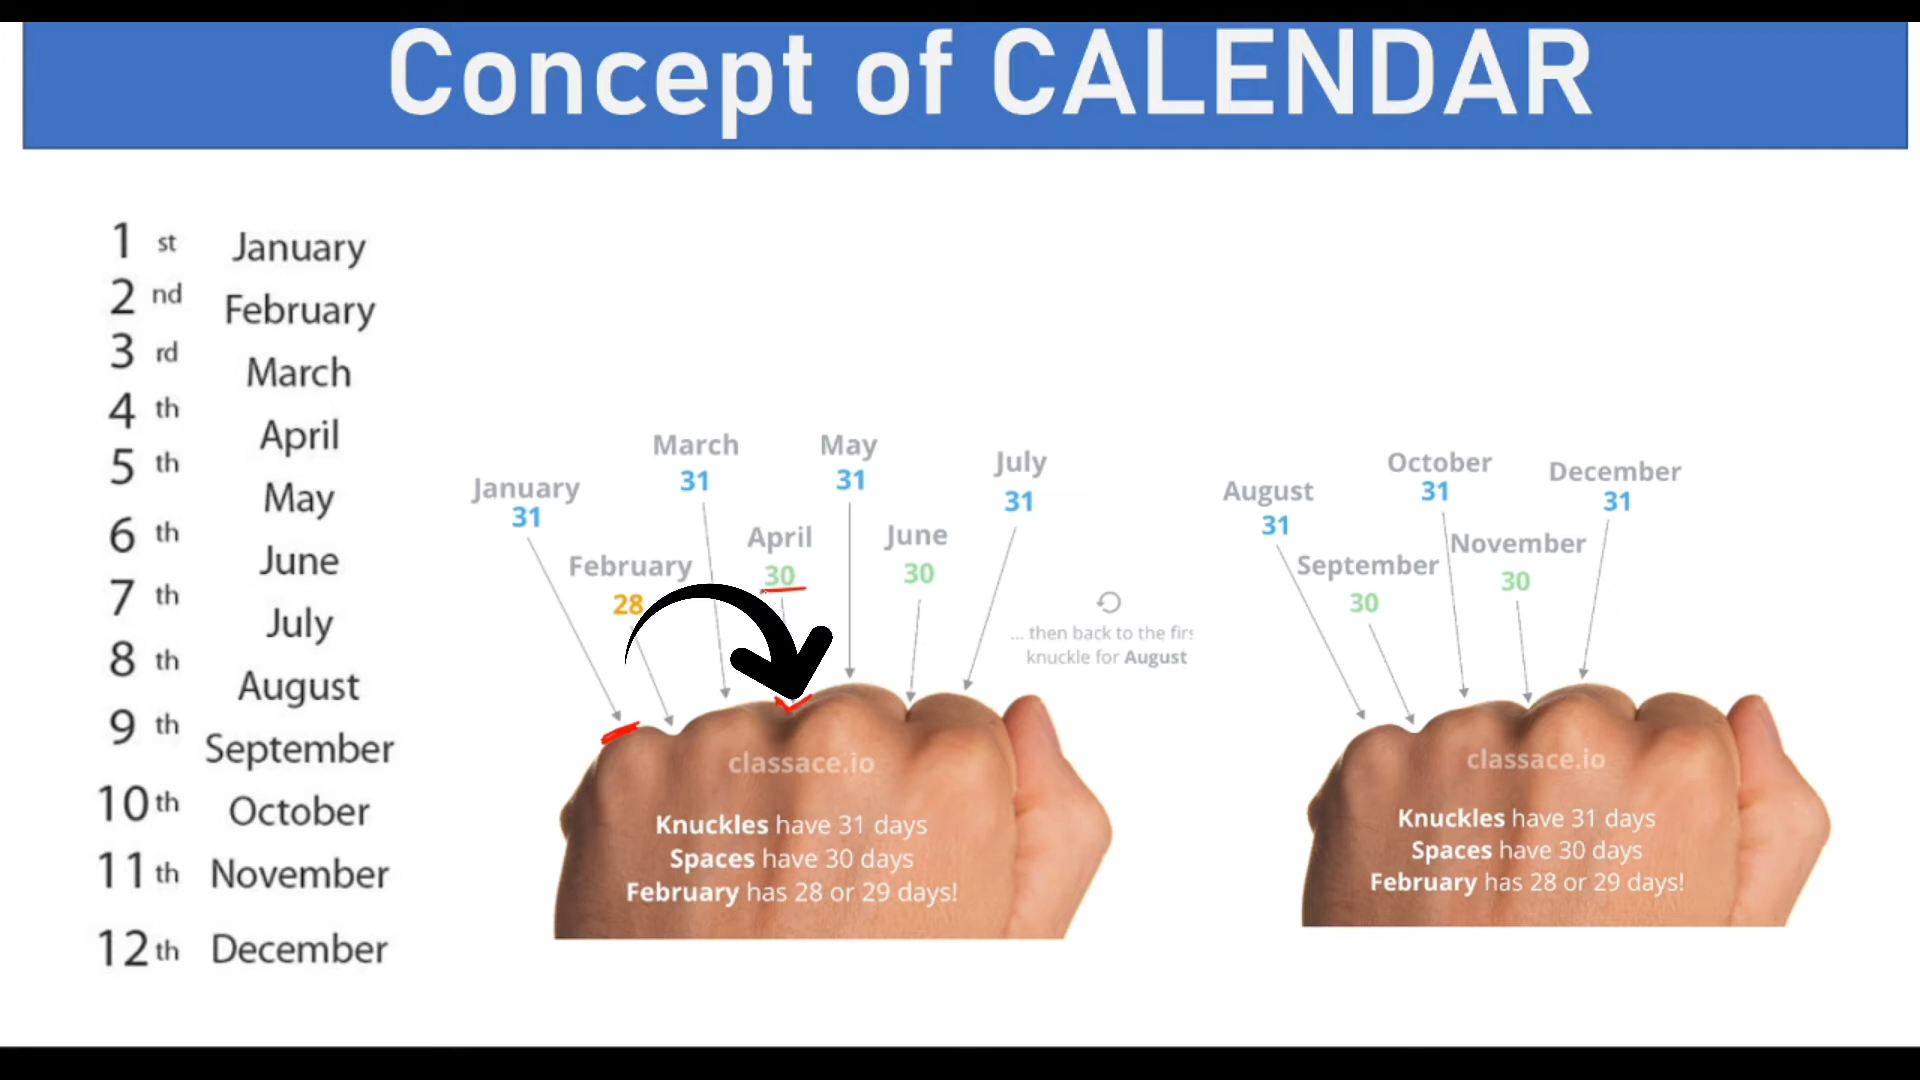 Concept of CALENDAR
1 st January
2 nd February
3 rd March
4 th April
5 th May
6 th June
7 th July
8 th August
9 th September
10 th October
11 th November
12 th December
January
31
February
28
March
31
April
30
May
31
June
30
July
31
... then back to the firs
knuckle for August
classace.io
Knuckles have 31 days
Spaces have 30 days
February has 28 or 29 days!
August
31
September
30
October
31
November
30
December
31
classace.io
Knuckles have 31 days
Spaces have 30 days
February has 28 or 29 days!